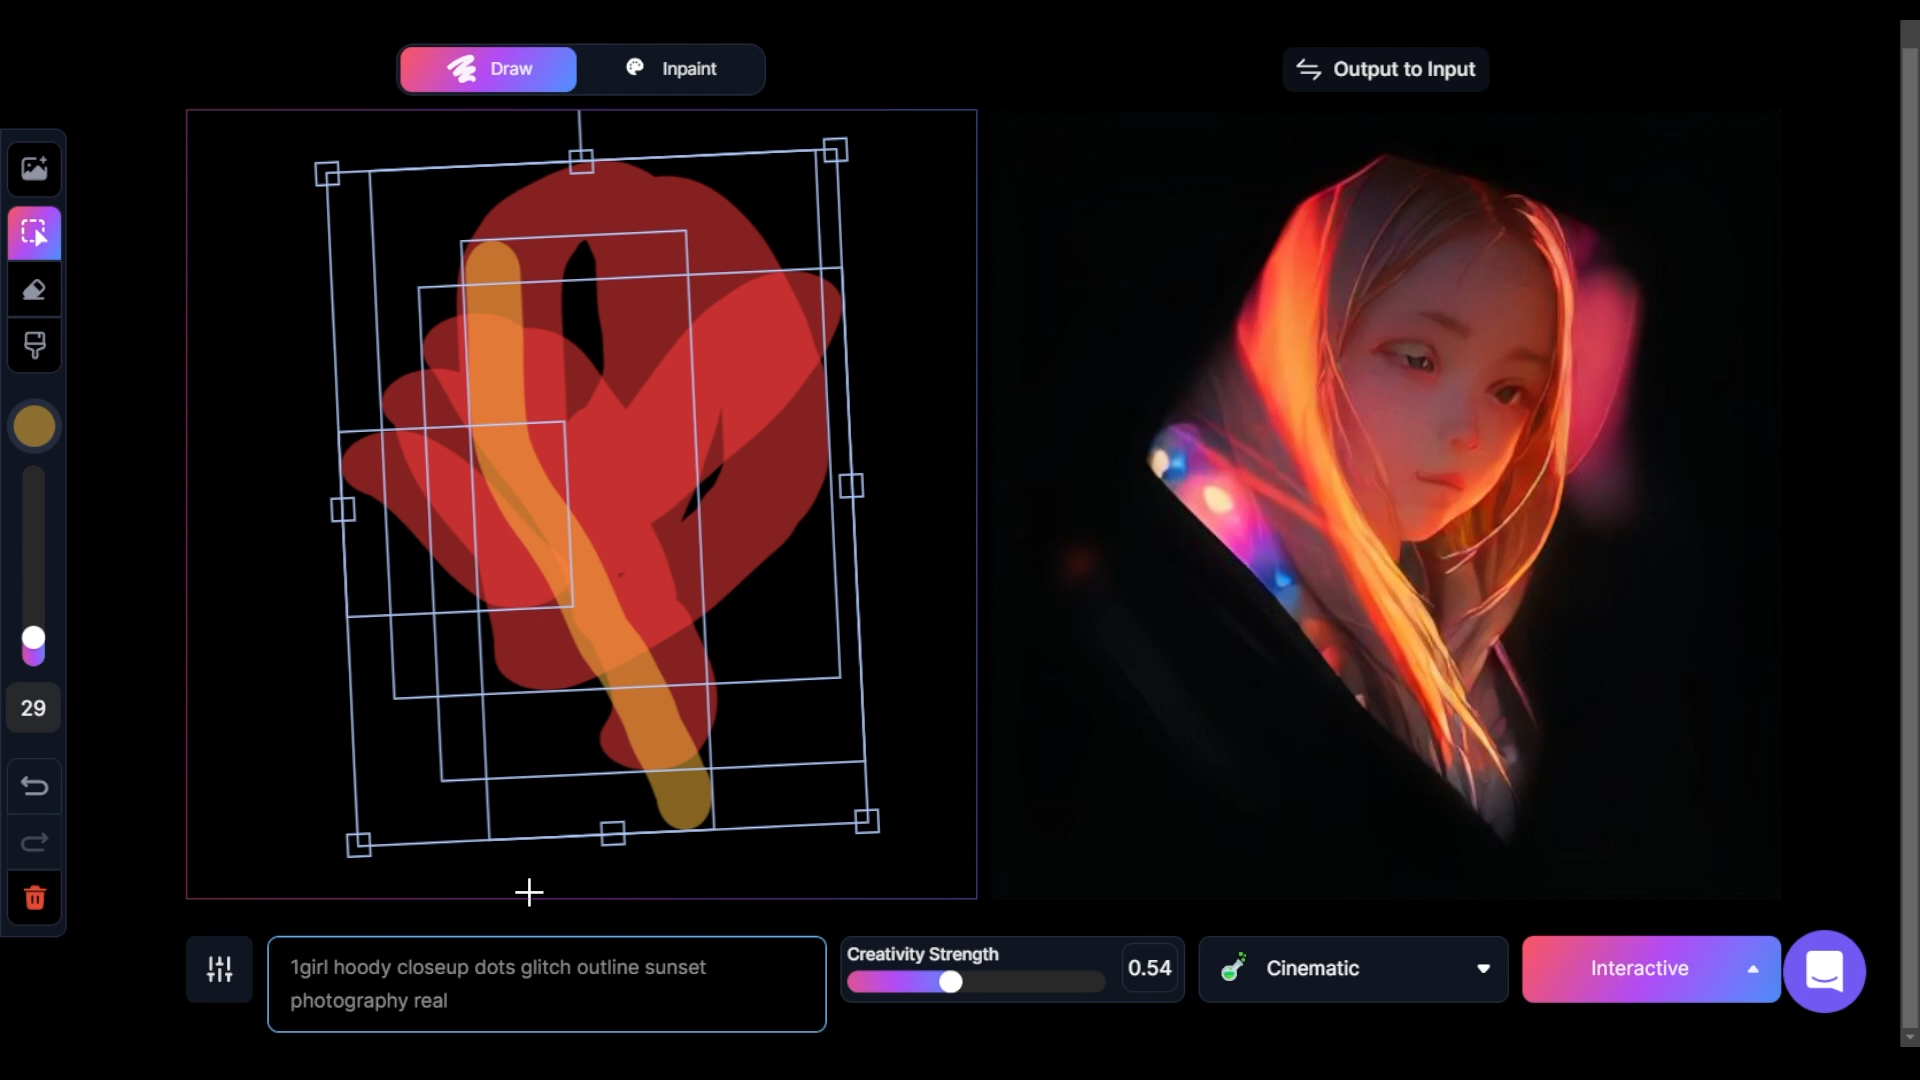 Draw
Inpaint
Output to Input
29
1girl hoody closeup dots glitch outline sunset
photography real
Creativity Strength
0.54
Cinematic
Interactive